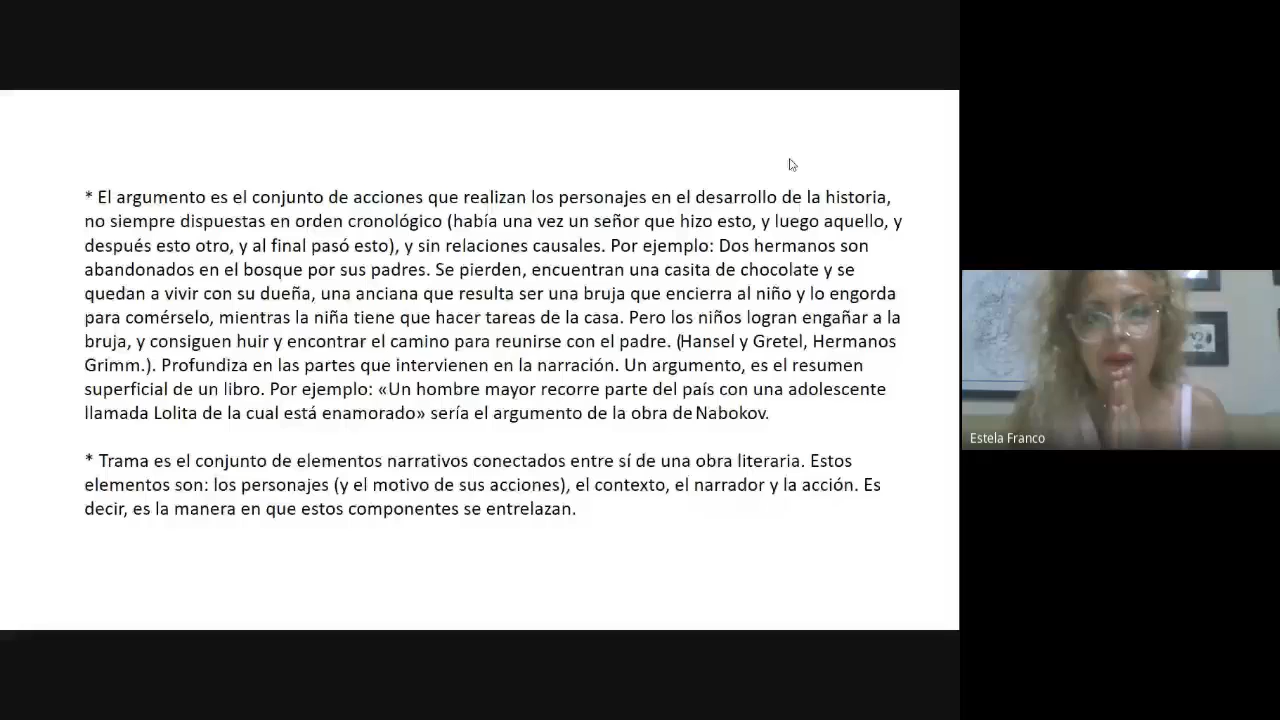 * El argumento es el conjunto de acciones que realizan los personajes en el desarrollo de la historia,
no siempre dispuestas en orden cronológico (había una vez un señor que hizo esto, y luego aquello, y
después esto otro, y al final pasó esto), y sin relaciones causales. Por ejemplo: Dos hermanos son
abandonados en el bosque por sus padres. Se pierden, encuentran una casita de chocolate y se
quedan a vivir con su dueña, una anciana que resulta ser una bruja que encierra al niño y lo engorda
para comérselo, mientras la niña tiene que hacer tareas de la casa. Pero los niños logran engañar a la
bruja, y consiguen huir y encontrar el camino para reunirse con el padre. (Hansel y Gretel, Hermanos
Grimm.). Profundiza en las partes que intervienen en la narración. Un argumento, es el resumen
superficial de un libro. Por ejemplo: «Un hombre mayor recorre parte del país con una adolescente
llamada Lolita de la cual está enamorado» sería el argumento de la obra de Nabokov.
* Trama es el conjunto de elementos narrativos conectados entre sí de una obra literaria. Estos
elementos son: los personajes (y el motivo de sus acciones), el contexto, el narrador y la acción. Es
decir, es la manera en que estos componentes se entrelazan.
Estela Franco